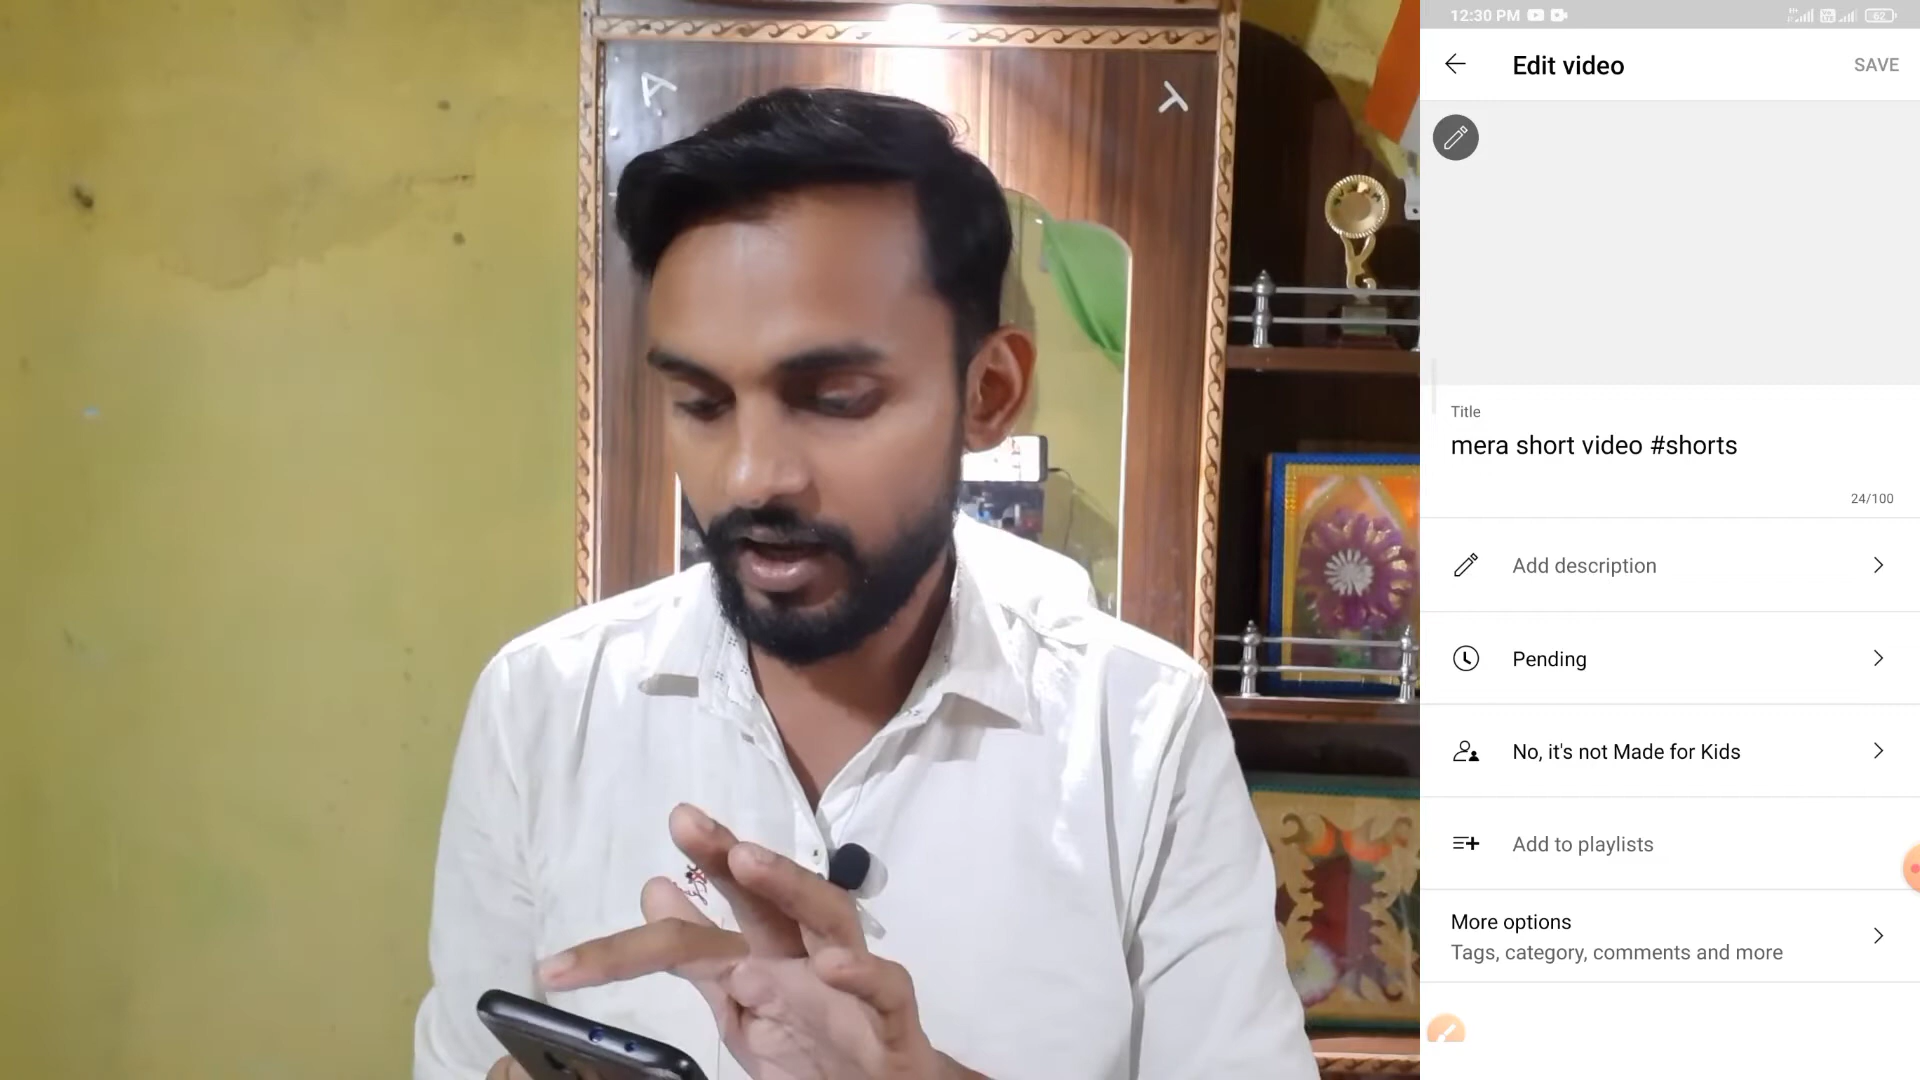 12:30 PM
62
Edit video
SAVE
Title
mera short video #shorts
24/100
Add description
Pending
No, it's not Made for Kids
Add to playlists
More options
Tags, category, comments and more